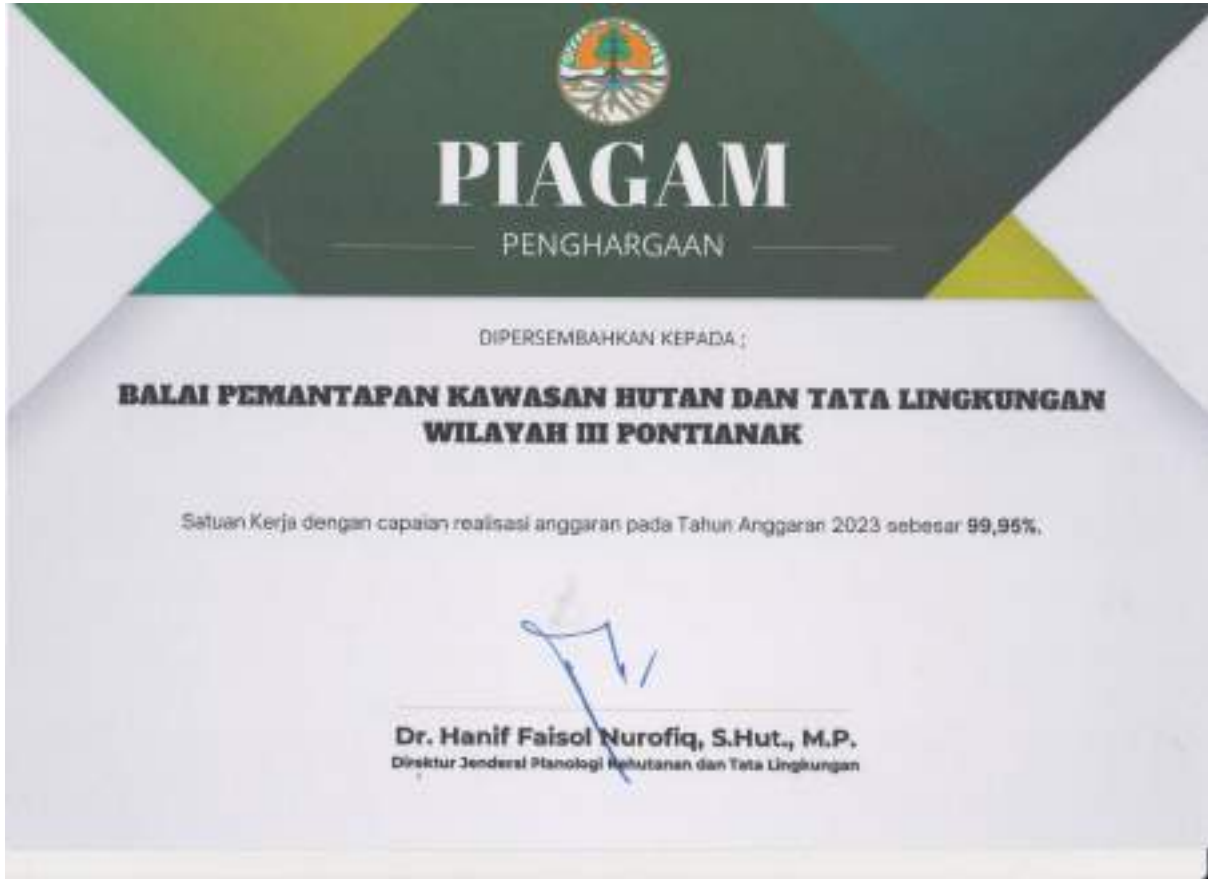 PIAGAM
PENGHARGAAN
DIPERSEMBAHKAN KEPADA ;
BALAI PEMANTAPAN KAWASAN HUTAN DAN TATA LINGKUNGAN
WILAYAH III PONTIANAK
Satuan Kerja dengan capaian realisasi anggaran pada Tahun Anggaran 2023 sebesar 99,95%.
Dr. Hanif Faisol Nurofiq, S.Hut., M.P.
Direktur Jenderal Planologi Kehutanan dan Tata Lingkungan